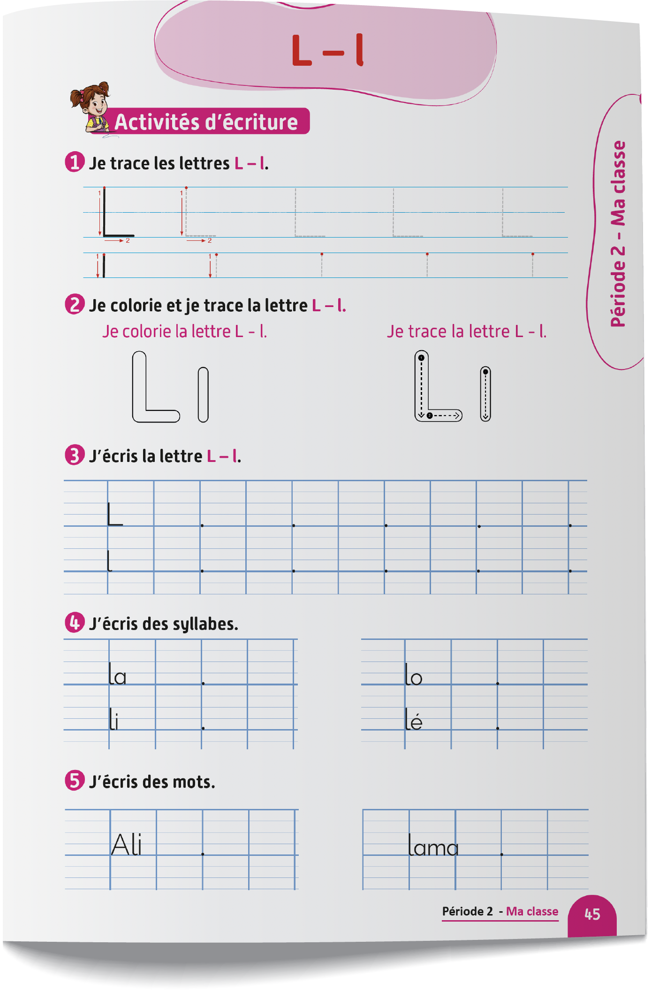 L – l
Activités d'écriture
1 Je trace les lettres L – l.
1 1
L
2 2
1 1
l
2 Je colorie et je trace la lettre L – l.
Je colorie la lettre L - l. Je trace la lettre L - l.
L l L l
1
2
3 J'écris la lettre L – l.
L
l
4 J'écris des syllabes.
la lo
li lé
5 J'écris des mots.
Ali lama
Période 2 - Ma classe 45
Période 2 - Ma classe